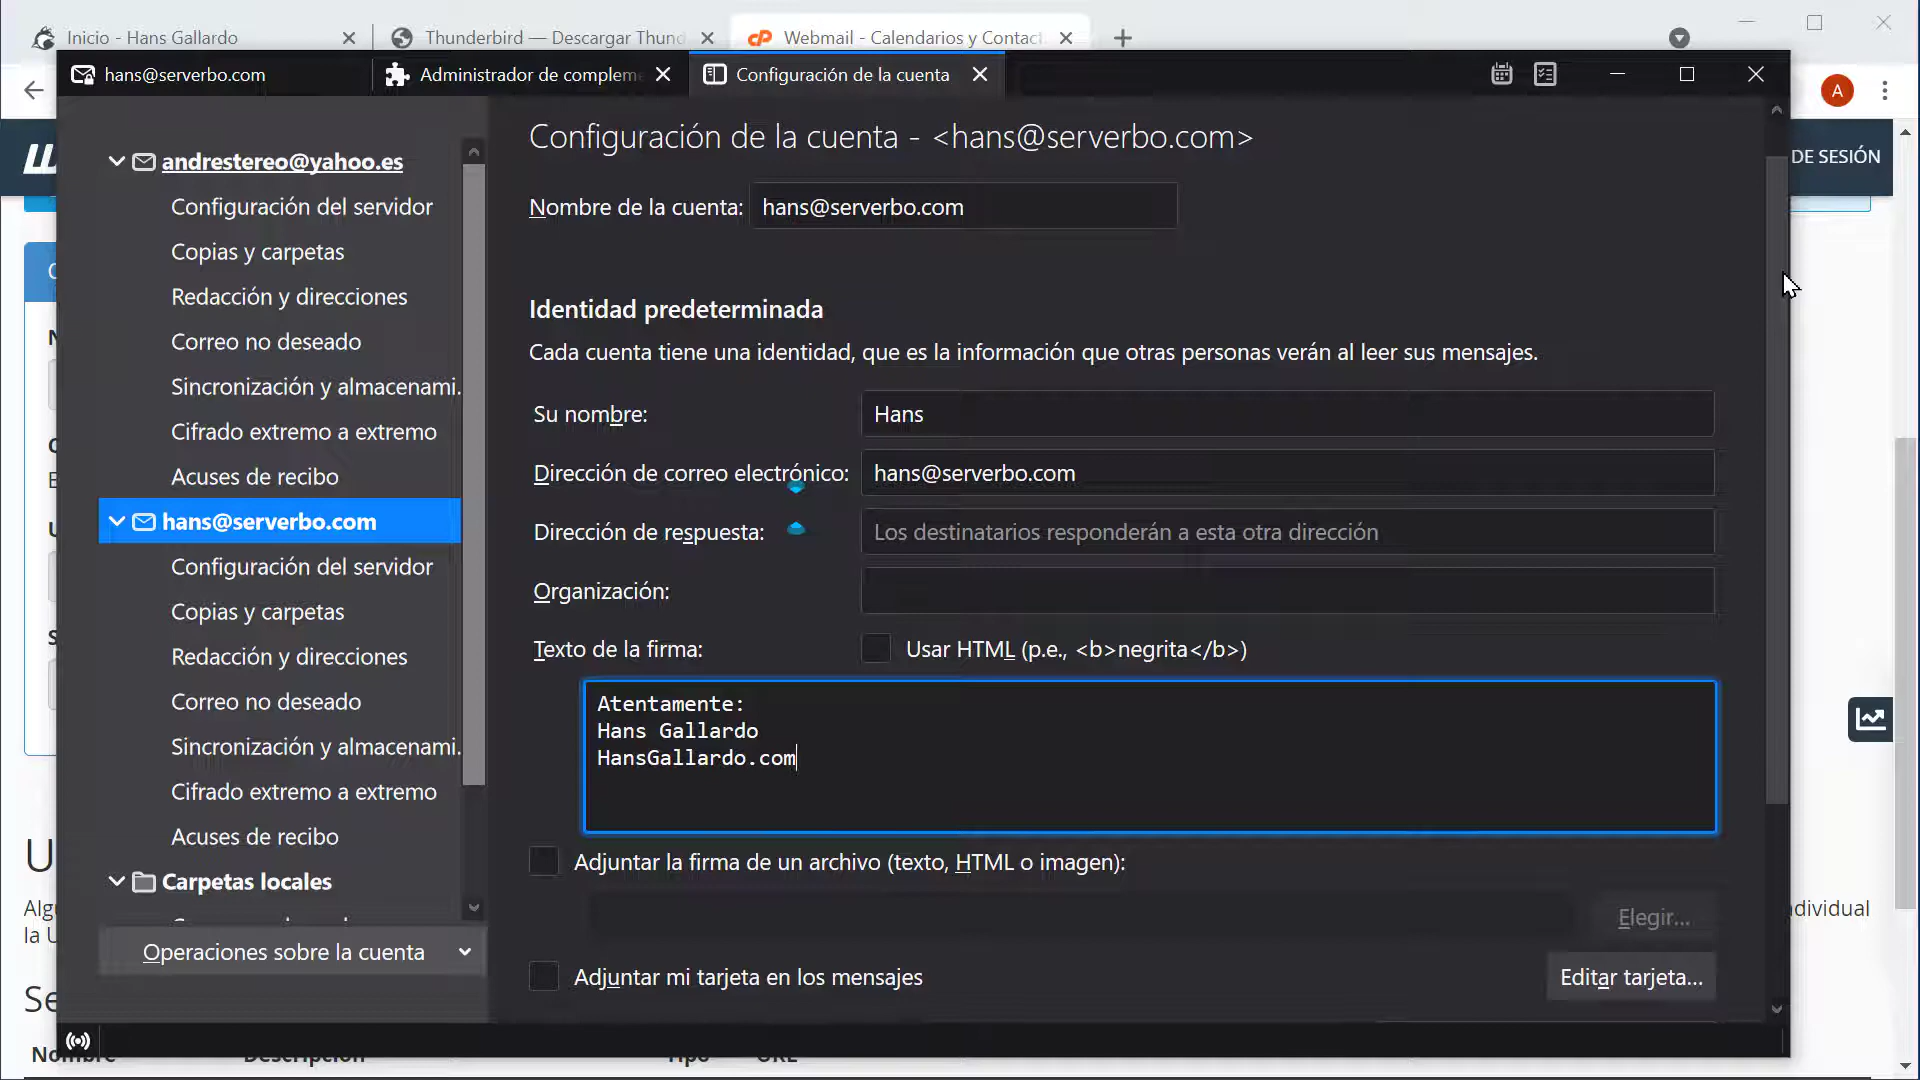 Inicio - Hans Gallardo
Thunderbird — Descargar Thund
Webmail - Calendarios y Contact
hans@serverbo.com
Administrador de compleme
Configuración de la cuenta
A
DE SESIÓN
andrestereo@yahoo.es
Configuración del servidor
Copias y carpetas
Redacción y direcciones
Correo no deseado
Sincronización y almacenami.
Cifrado extremo a extremo
Acuses de recibo
hans@serverbo.com
Configuración del servidor
Copias y carpetas
Redacción y direcciones
Correo no deseado
Sincronización y almacenami.
Cifrado extremo a extremo
Acuses de recibo
Carpetas locales
Operaciones sobre la cuenta
Configuración de la cuenta - <hans@serverbo.com>
Nombre de la cuenta: hans@serverbo.com
Identidad predeterminada
Cada cuenta tiene una identidad, que es la información que otras personas verán al leer sus mensajes.
Su nombre: Hans
Dirección de correo electrónico: hans@serverbo.com
Dirección de respuesta: Los destinatarios responderán a esta otra dirección
Organización:
Texto de la firma: Usar HTML (p.e., <b>negrita</b>)
Atentamente:
Hans Gallardo
HansGallardo.com
Adjuntar la firma de un archivo (texto, HTML o imagen):
Elegir...
Adjuntar mi tarjeta en los mensajes
Editar tarjeta...
U
Algu
la U
dividual
Se
Nombre Descripción Tipo URL